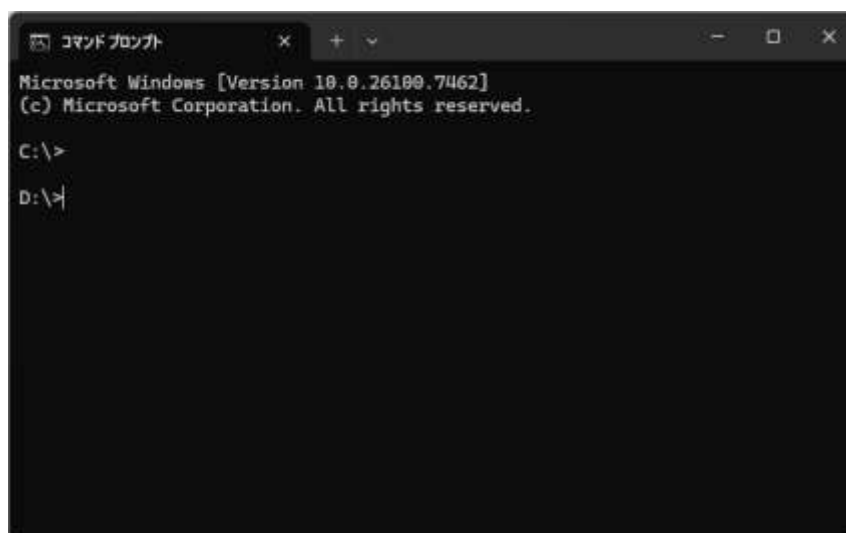 コマンド プロンプト
Microsoft Windows [Version 10.0.26100.7462]
(c) Microsoft Corporation. All rights reserved.
C:\>
D:\>